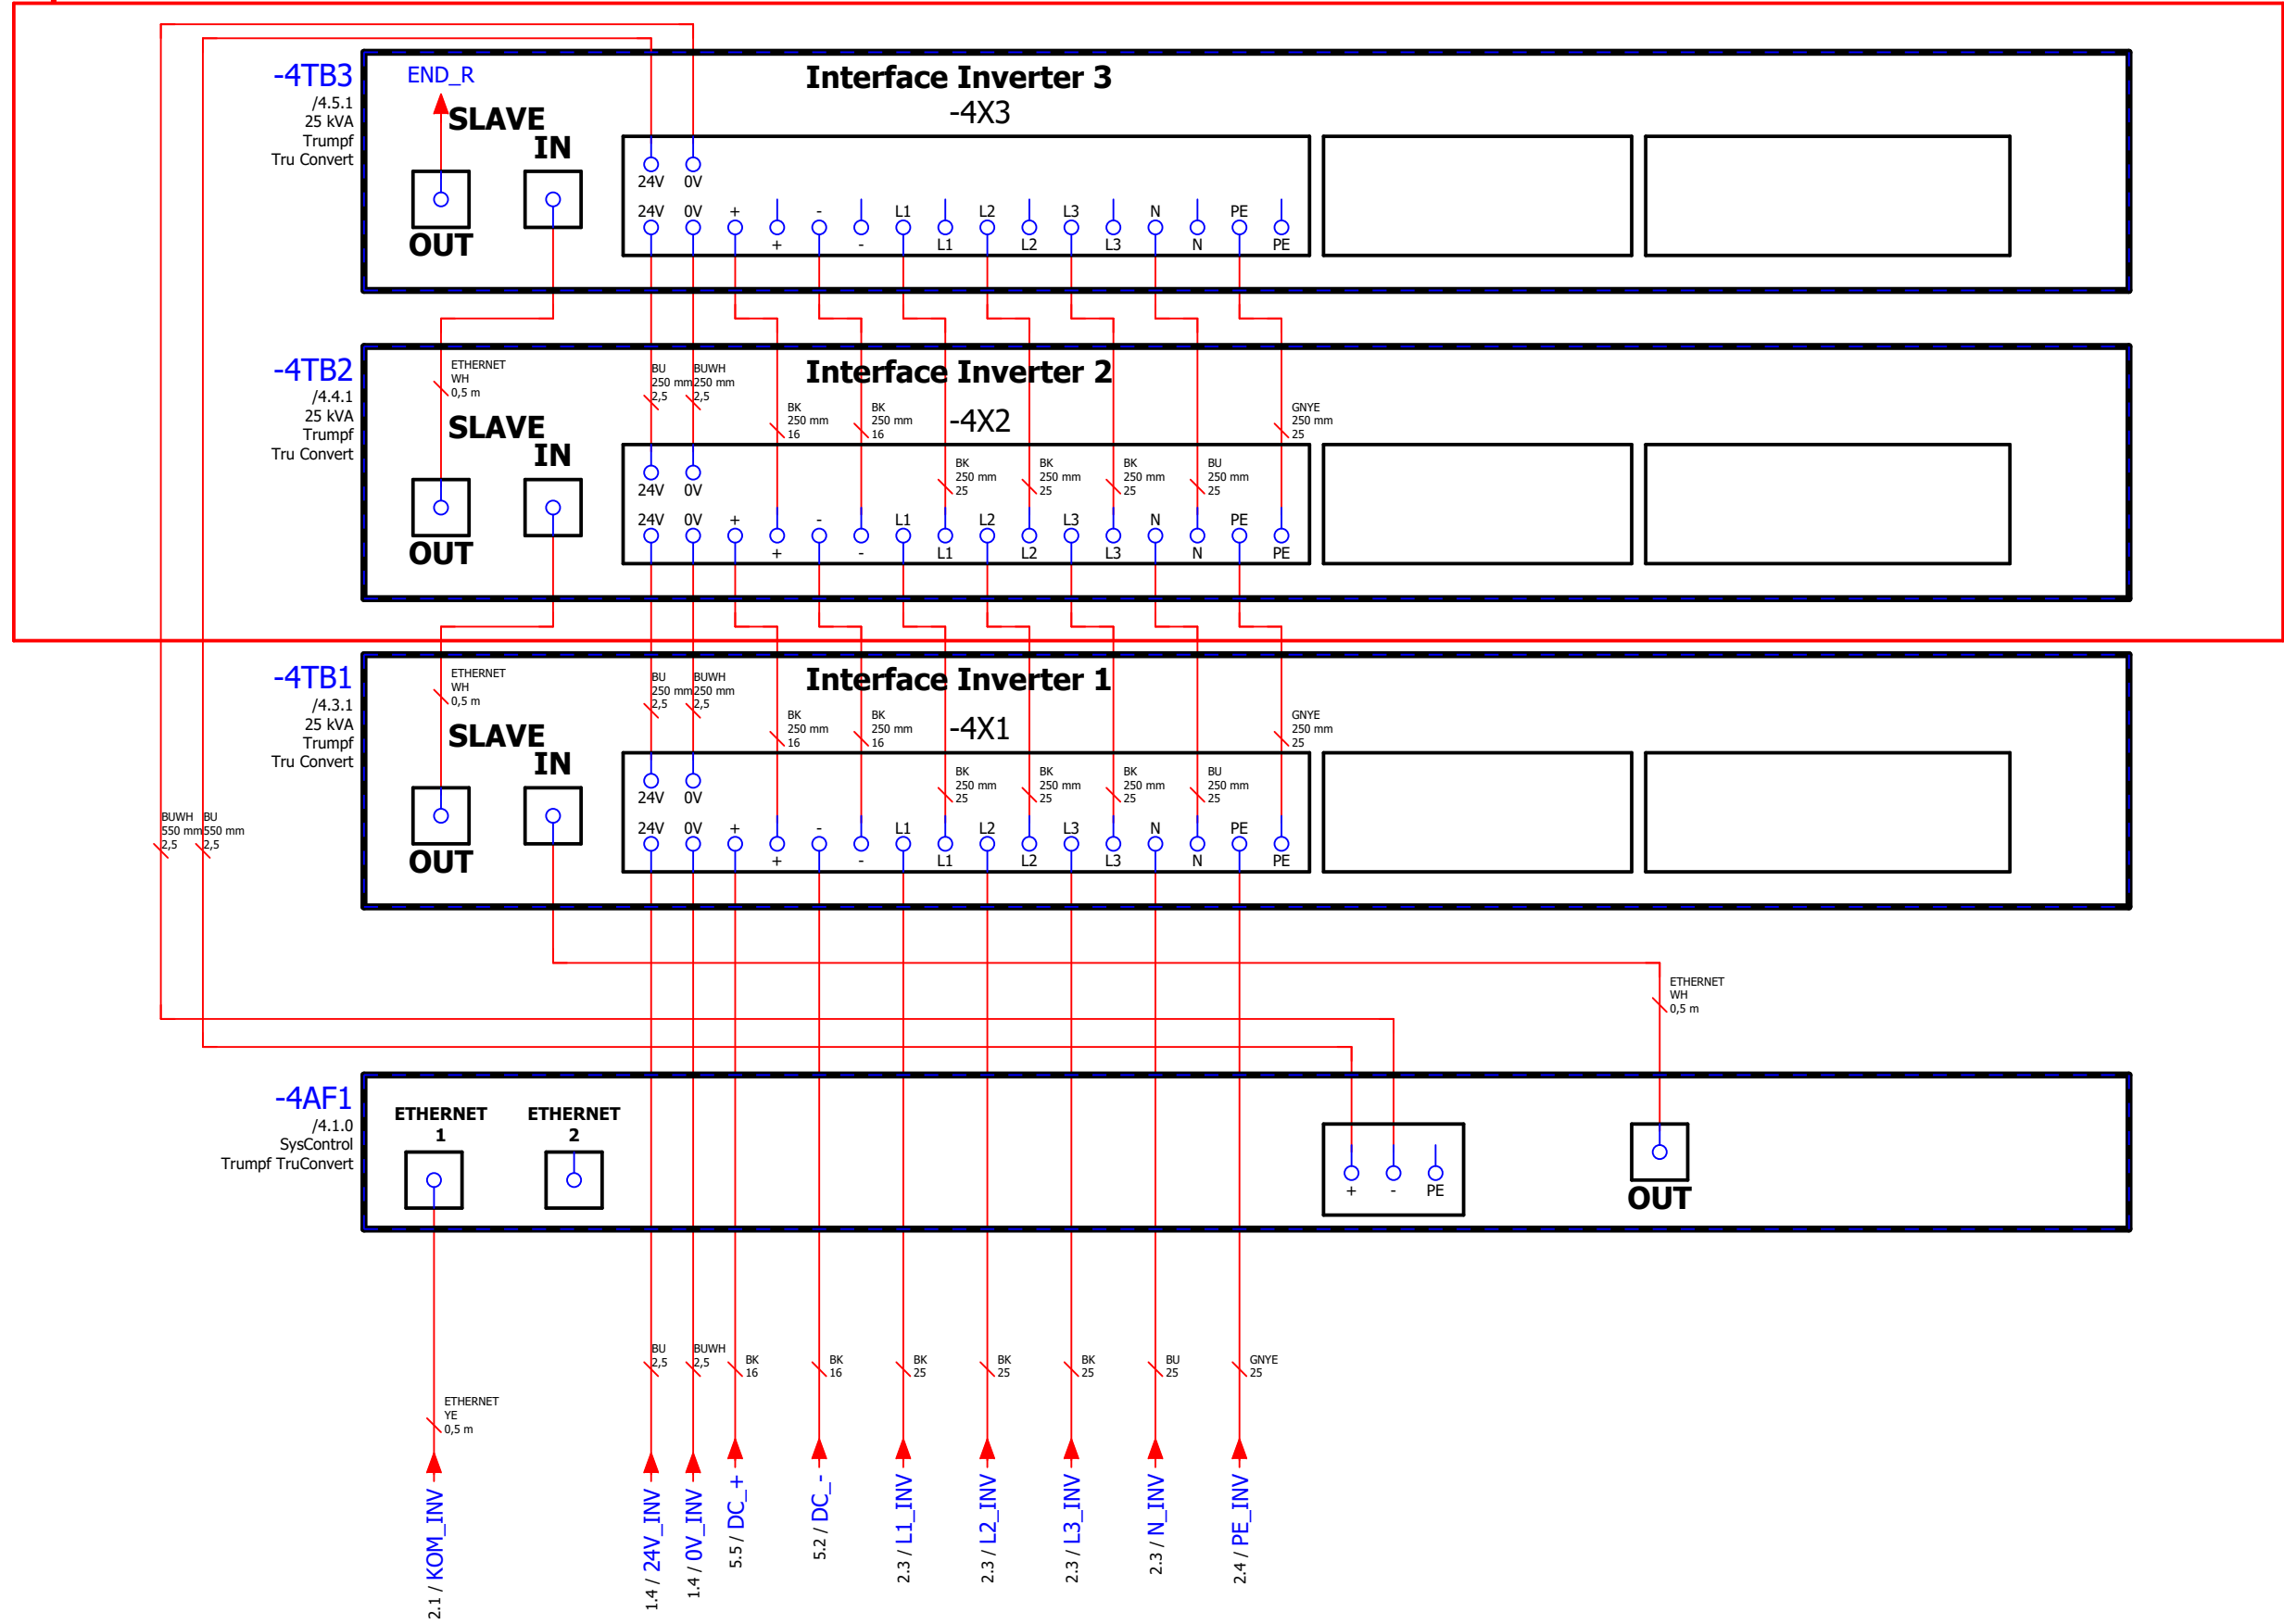 -4TB3
/4.5.1
25 kVA
Trumpf
Tru Convert
END_R
Interface Inverter 3
-4X3
SLAVE
IN
OUT
24V 0V
24V 0V + - L1 L2 L3 N PE
+ - L1 L2 L3 N PE
-4TB2
/4.4.1
25 kVA
Trumpf
Tru Convert
ETHERNET
WH
0,5 m
BU
250 mm
2,5
BUWH
250 mm
2,5
Interface Inverter 2
-4X2
BK
250 mm
16
BK
250 mm
16
GNYE
250 mm
25
SLAVE
IN
OUT
BK
250 mm
25
BK
250 mm
25
BK
250 mm
25
BU
250 mm
25
24V 0V
24V 0V + - L1 L2 L3 N PE
+ - L1 L2 L3 N PE
-4TB1
/4.3.1
25 kVA
Trumpf
Tru Convert
ETHERNET
WH
0,5 m
BU
250 mm
2,5
BUWH
250 mm
2,5
Interface Inverter 1
-4X1
BK
250 mm
16
BK
250 mm
16
GNYE
250 mm
25
SLAVE
IN
OUT
BK
250 mm
25
BK
250 mm
25
BK
250 mm
25
BU
250 mm
25
24V 0V
24V 0V + - L1 L2 L3 N PE
+ - L1 L2 L3 N PE
BUWH
550 mm
2,5
BU
550 mm
2,5
ETHERNET
WH
0,5 m
-4AF1
/4.1.0
SysControl
Trumpf TruConvert
ETHERNET
1
ETHERNET
2
+ - PE
OUT
BU
2,5
BUWH
2,5
BK
16
BK
16
BK
25
BK
25
BK
25
BU
25
GNYE
25
ETHERNET
YE
0,5 m
2.1 / KOM_INV
1.4 / 24V_INV
1.4 / 0V_INV
5.5 / DC_+
5.2 / DC_-
2.3 / L1_INV
2.3 / L2_INV
2.3 / L3_INV
2.3 / N_INV
2.4 / PE_INV